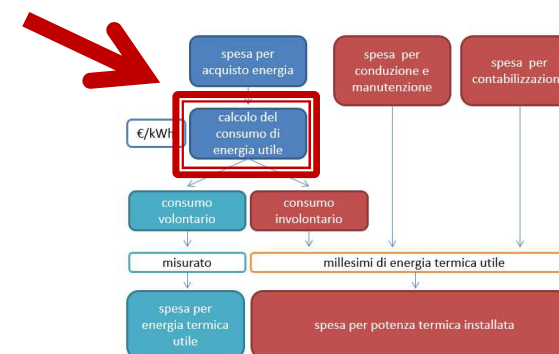 spesa per
acquisto energia
spesa per
conduzione e
manutenzione
spesa per
contabilizzazion
€/kWh
calcolo del
consumo di
energia utile
consumo
volontario
consumo
involontario
misurato
millesimi di energia termica utile
spesa per
energia termica
utile
spesa per potenza termica installata